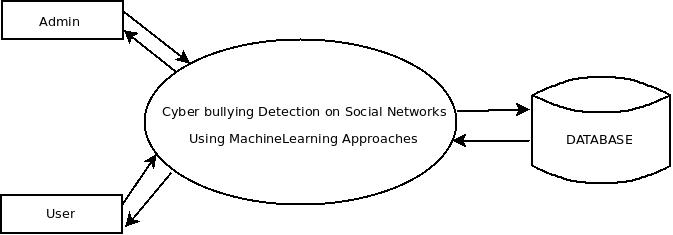 Admin
Cyber bullying Detection on Social Networks
Using MachineLearning Approaches
DATABASE
User